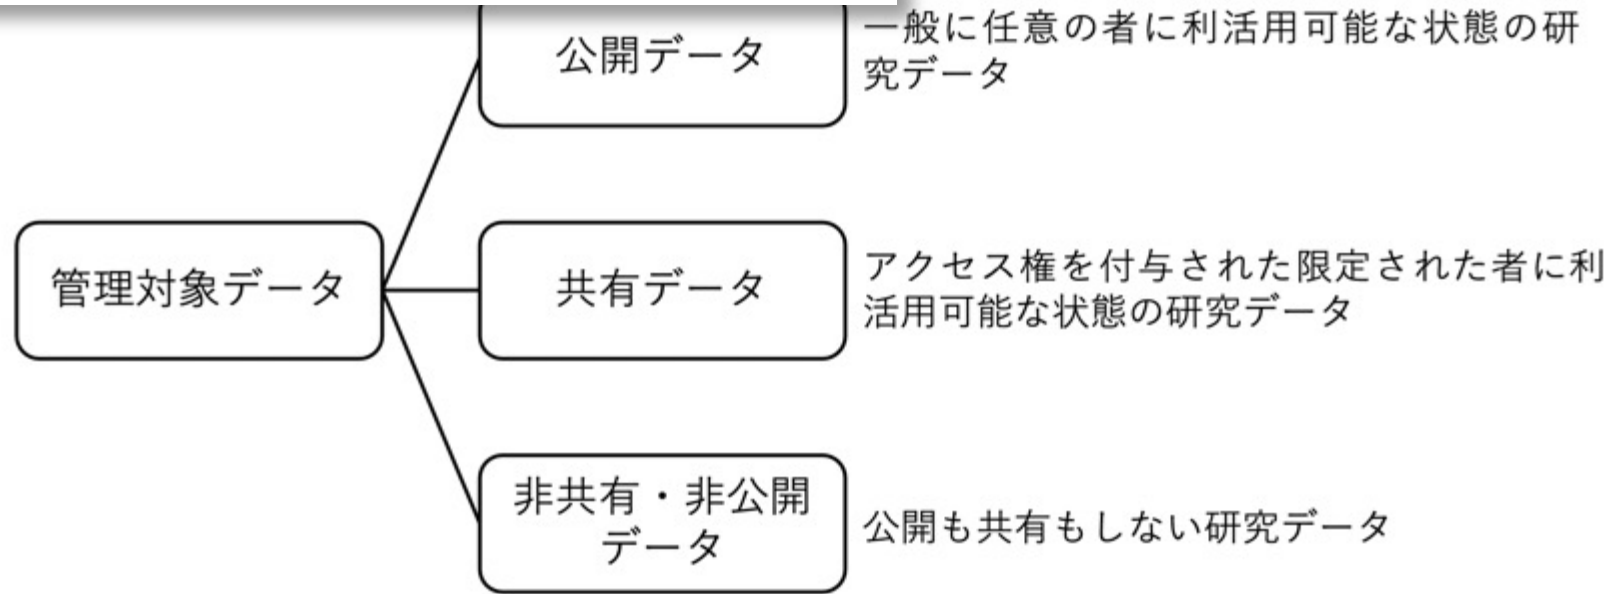 公開データ
一般に任意の者に利活用可能な状態の研
究データ
管理対象データ
共有データ
アクセス権を付与された限定された者に利
活用可能な状態の研究データ
非共有・非公開
データ
公開も共有もしない研究データ